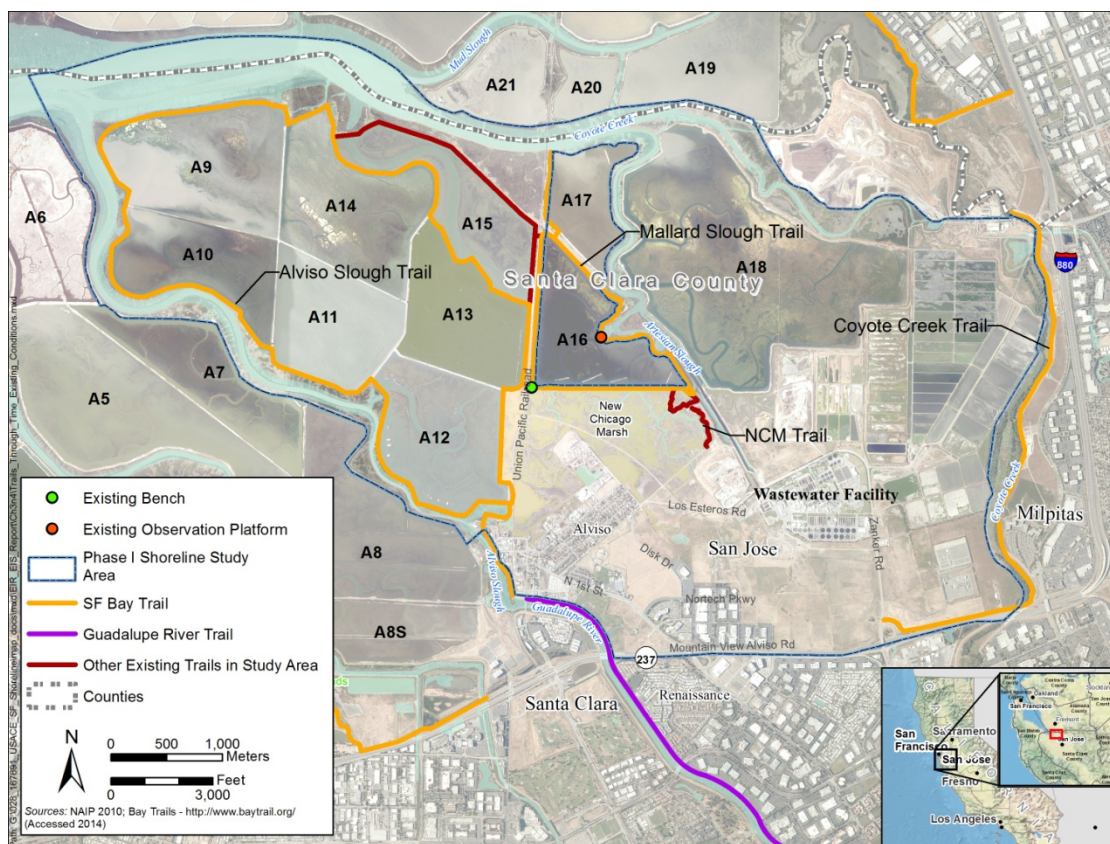 Mud Slough
A21
A20
A19
Coyote Creek
A9
A14
A17
A6
A15
Mallard Slough Trail
A10
Alviso Slough Trail
Santa Clara County
A18
880
A11
A13
Coyote Creek Trail
A16
Artesian Slough
A7
A5
Union Pacific Railroad
New
Chicago
Marsh
NCM Trail
A12
Wastewater Facility
Los Esteros Rd
Coyote Creek
Milpitas
Alviso
San Jose
Zanker Rd
A8
Disk Dr
Alviso Slough
N 1st St
Nortech Pkwy
Guadalupe River
A8S
Mountain View Alviso Rd
237
Santa Clara
Renaissance
Existing Bench
Existing Observation Platform
Phase I Shoreline Study
Area
SF Bay Trail
Guadalupe River Trail
Other Existing Trails in Study Area
Counties
N
0 500 1,000
Meters
Feet
0 3,000
Sources: NAIP 2010; Bay Trails - http://www.baytrail.org/
(Accessed 2014)
San
Francisco
Sacramento
San Jose
Fresno
Los Angeles
Oakland
San Francisco
Fremont
San Jose